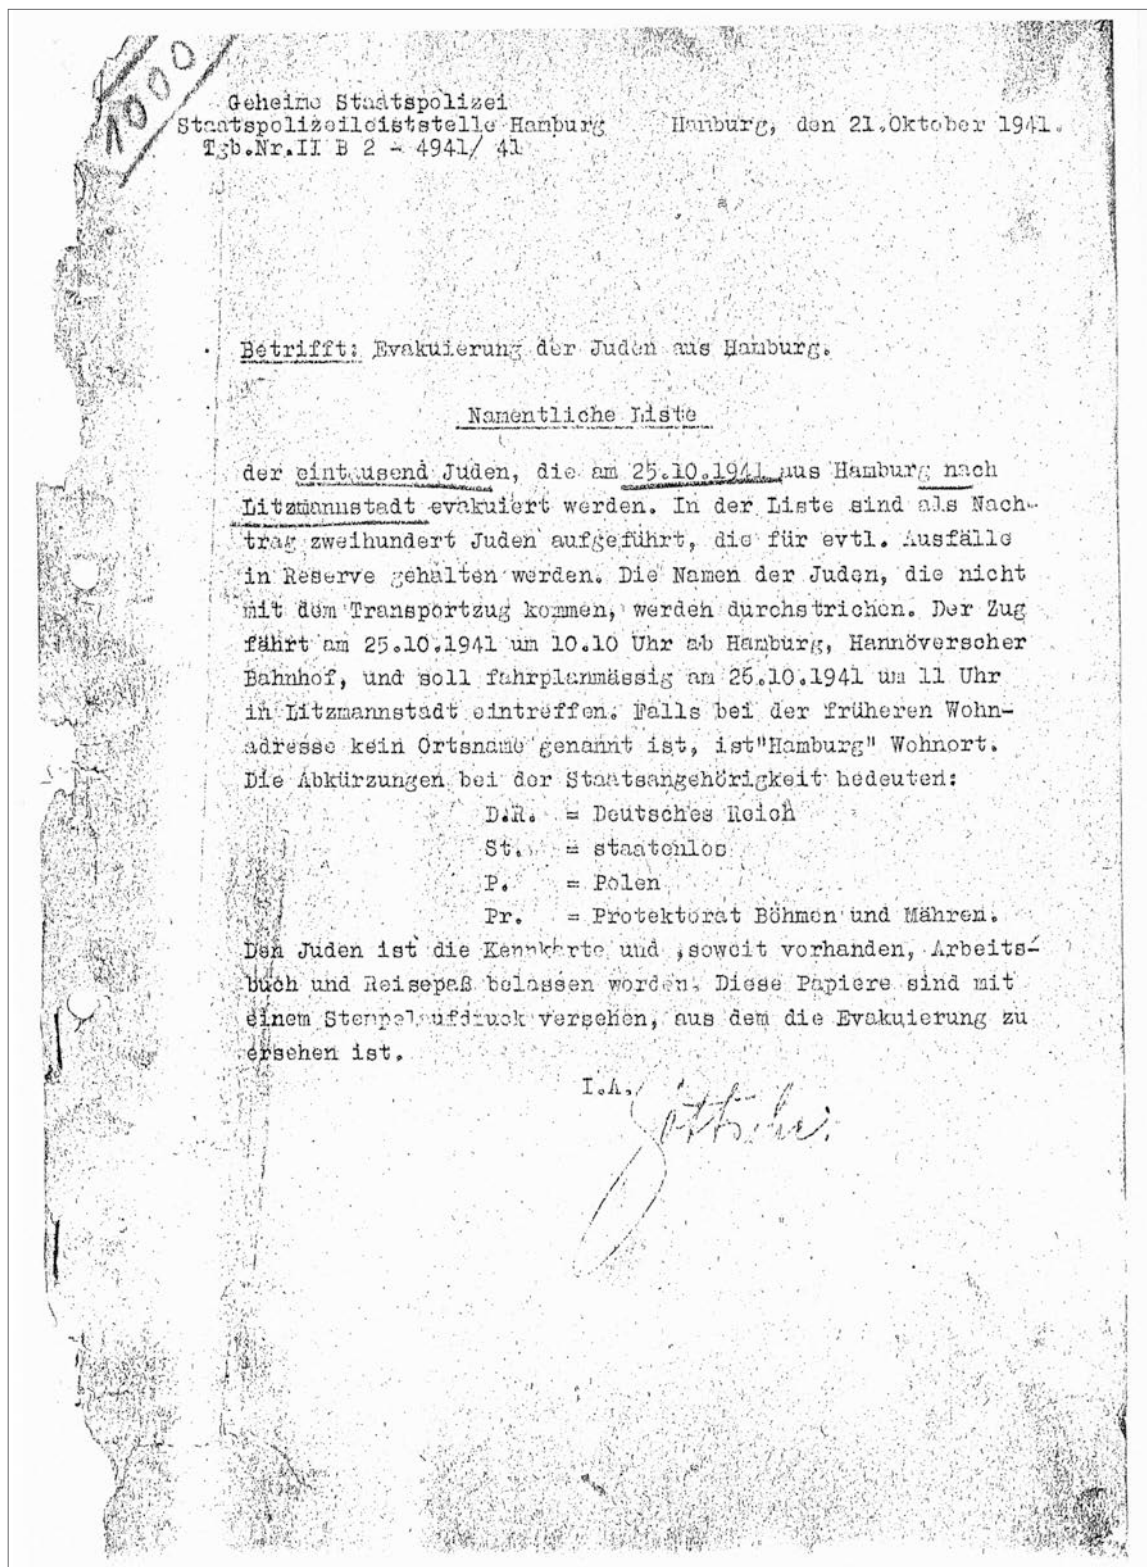 1000
Geheime Staatspolizei
Staatspolizeileiststelle Hamburg Hamburg, den 21.Oktober 1941.
Tgb.Nr.II B 2 - 4941/ 41
Betrifft: Evakuierung der Juden aus Hamburg.
Namentliche Liste
der eintausend Juden, die am 25.10.1941 aus Hamburg nach
Litzmannstadt evakuiert werden. In der Liste sind als Nach-
trag zweihundert Juden aufgeführt, die für evtl. Ausfälle
in Reserve gehalten werden. Die Namen der Juden, die nicht
mit dem Transportzug kommen, werdeh durchstrichen. Der Zug
fährt am 25.10.1941 um 10.10 Uhr ab Hamburg, Hannöverscher
Bahnhof, und soll fahrplanmässig am 26.10.1941 um 11 Uhr
in Litzmannstadt eintreffen. Falls bei der früheren Wohn-
adresse kein Ortsname genannt ist, ist"Hamburg" Wohnort.
Die Abkürzungen bei der Staatsangehörigkeit bedeuten:
D.R. = Deutsches Reich
St. = staatenlos
P. = Polen
Pr. = Protektorat Böhmen und Mähren.
Den Juden ist die Kennkarte und ,soweit vorhanden, Arbeits-
buch und Reisepaß belassen worden. Diese Papiere sind mit
einem Stempelaufdruck versehen, aus dem die Evakuierung zu
ersehen ist.
I.A.